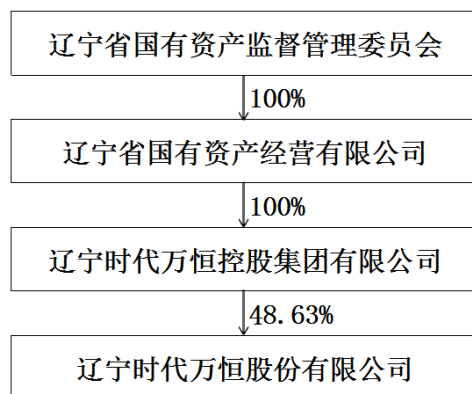 辽宁省国有资产监督管理委员会
100%
辽宁省国有资产经营有限公司
100%
辽宁时代万恒控股集团有限公司
48.63%
辽宁时代万恒股份有限公司